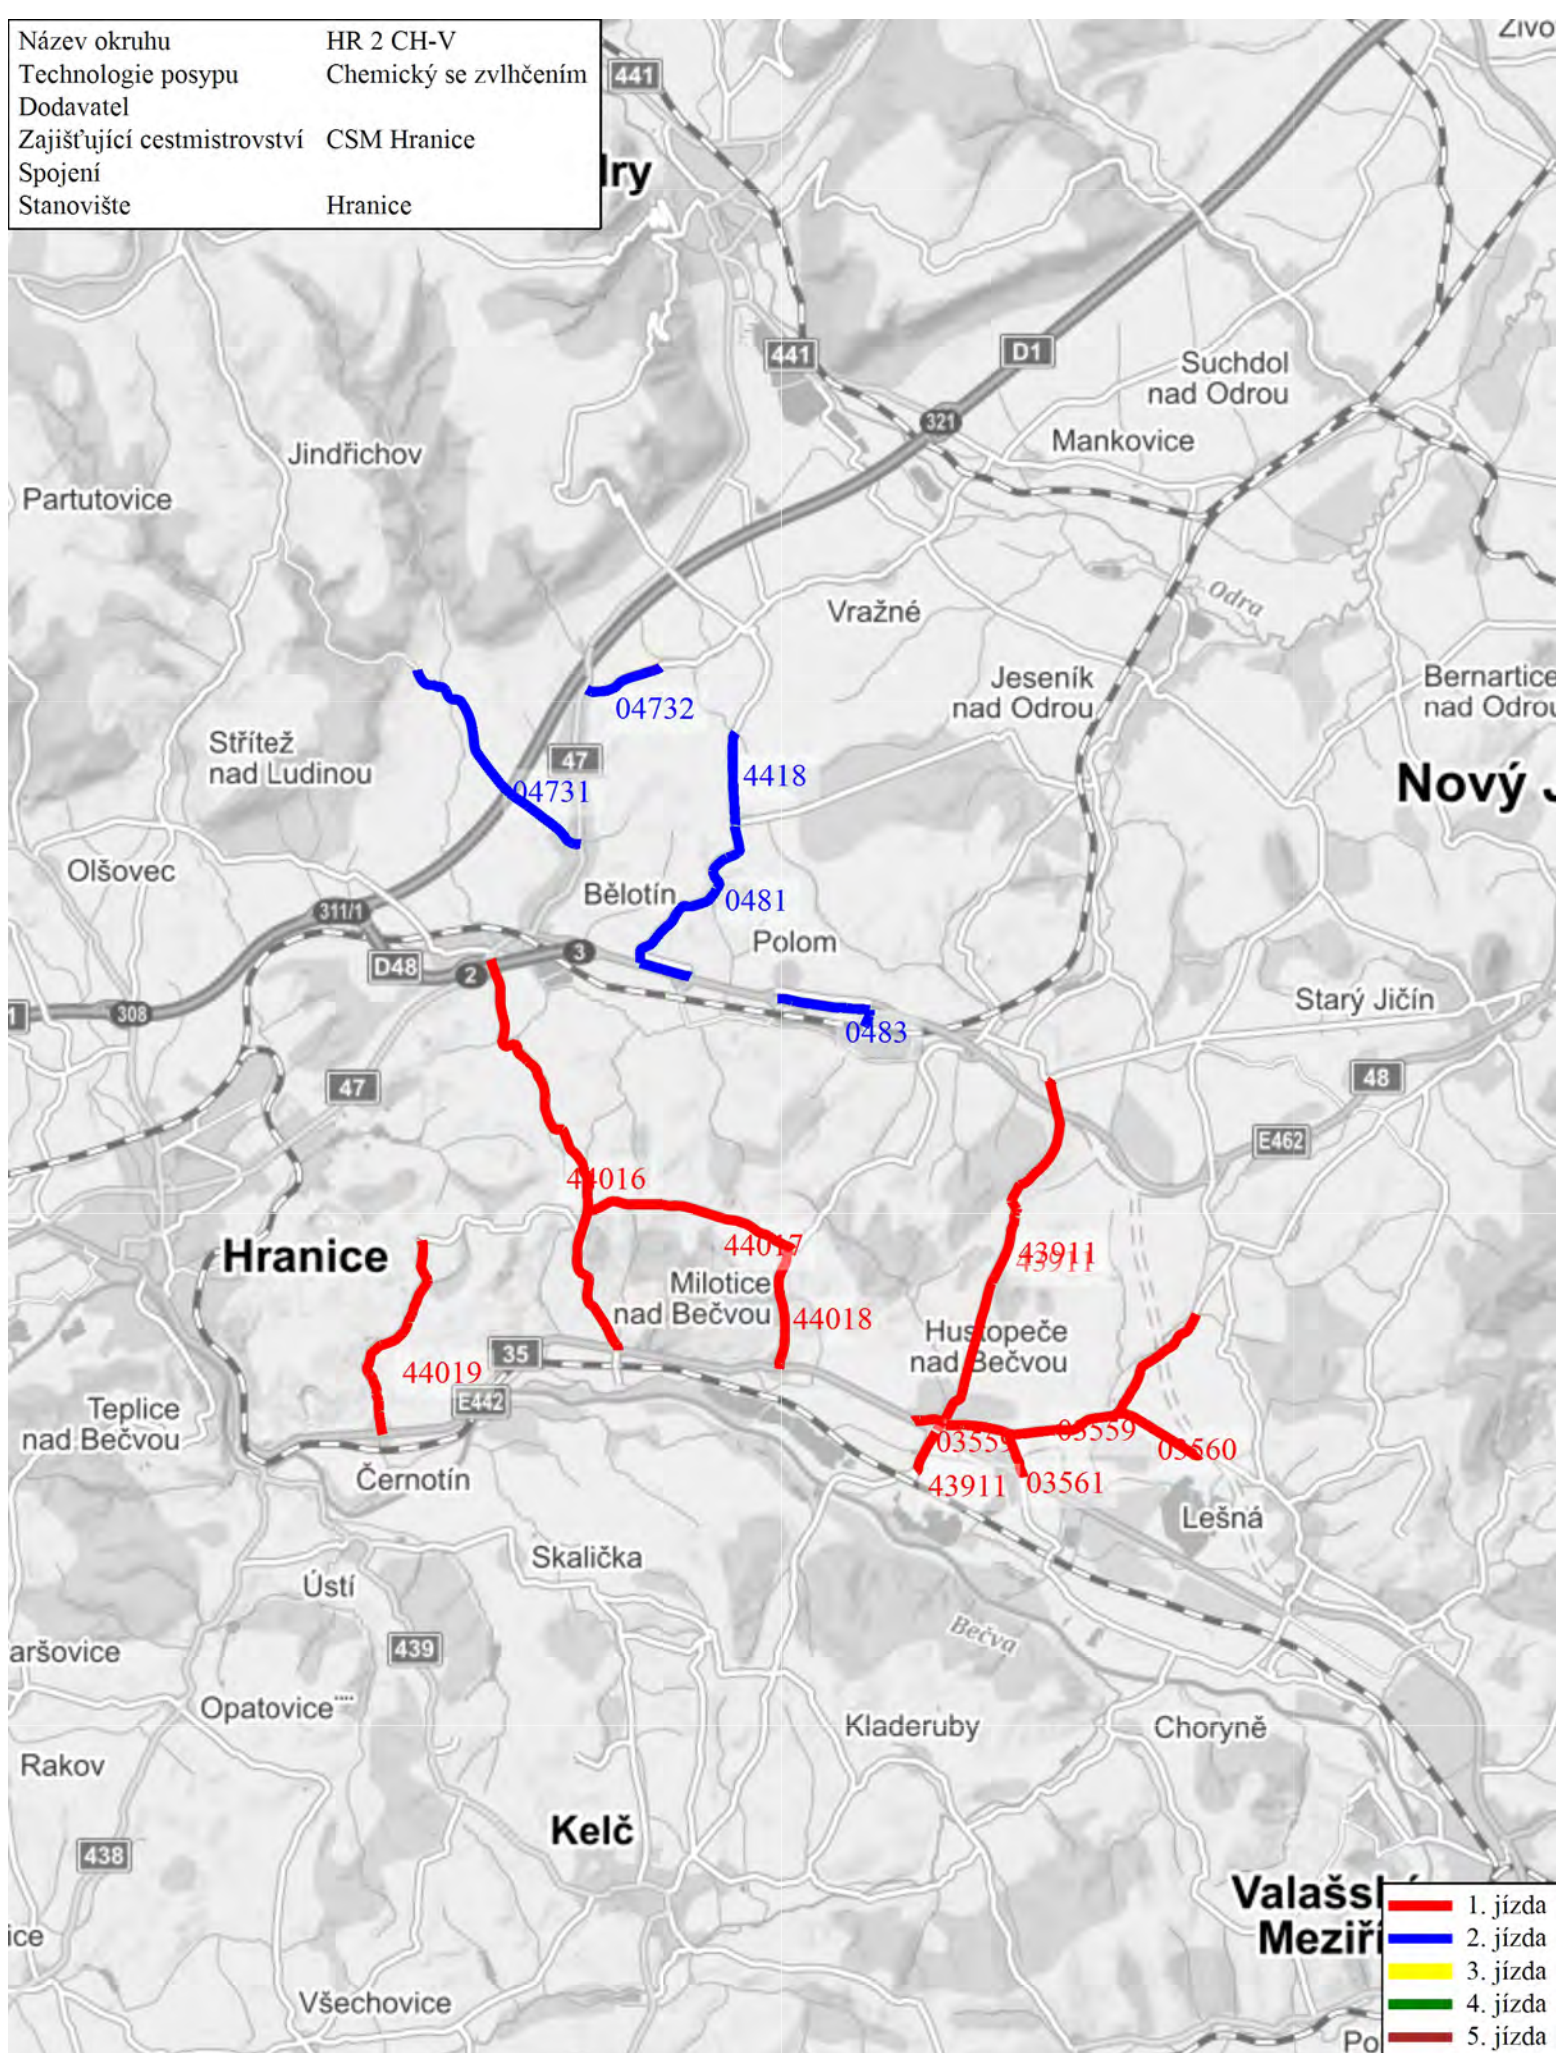 Název okruhu HR 2 CH-V
Technologie posypu Chemický se zvlhčením
Dodavatel
Zajišťující cestmistrovství CSM Hranice
Spojení
Stanoviště Hranice
441
441
D1
Suchdol
nad Odrou
321
Mankovice
Jindřichov
Partutovice
Odra
Vražné
Jeseník
nad Odrou
Bernartice
04732
Střítež
nad Ludinou
47
4418
04731
Olšovec
Bělotín
0481
311/1
Polom
3
D48
2
308
0483
Starý Jičín
47
48
E462
44016
Hranice
44017
43911
43911
Milotice
nad Bečvou
44018
Hustopeče
nad Bečvou
35
44019
E442
Teplice
nad Bečvou
03559
03559
03560
43911
03561
Černotín
Lešná
Skalička
Ústí
439
Bečva
Opatovice
Kladeruby
Choryně
Rakov
Kelč
438
Všechovice
1. jízda
2. jízda
3. jízda
4. jízda
5. jízda